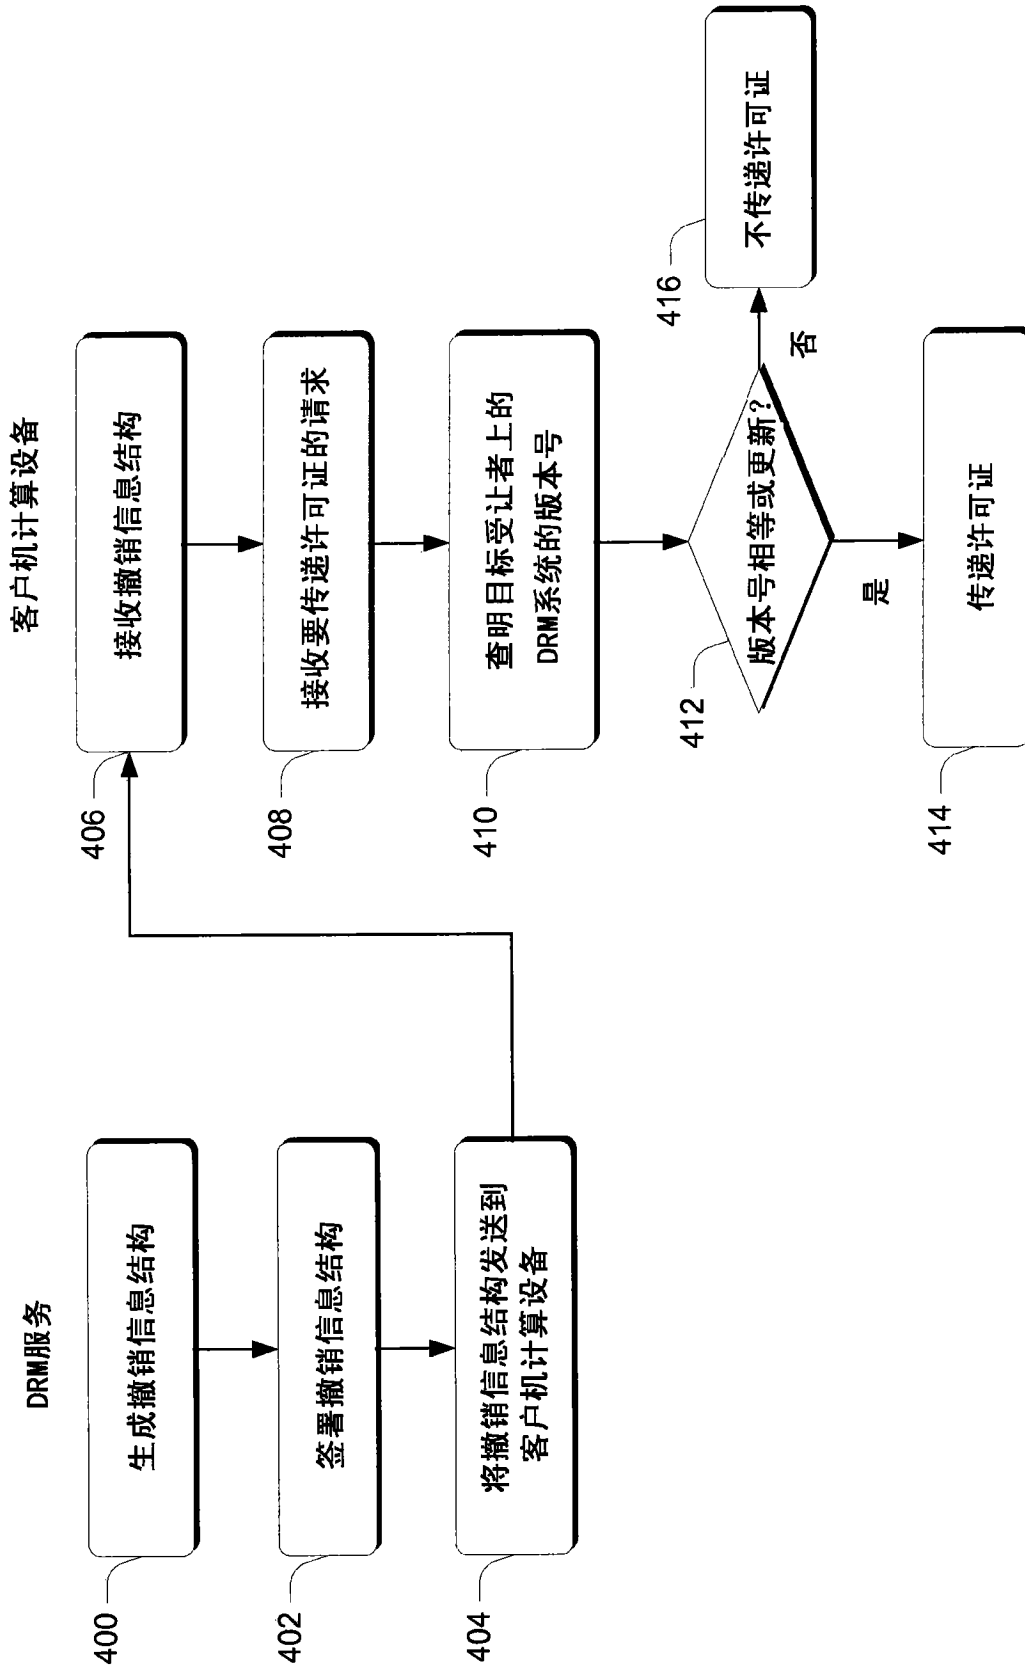 DRM服务
400
生成撤销信息结构
402
签署撤销信息结构
404
将撤销信息结构发送到
客户机计算设备
客户机计算设备
406
接收撤销信息结构
408
接收要传递许可证的请求
410
查明目标受让者上的
DRM系统的版本号
412
版本号相等或更新?
否
416
不传递许可证
是
414
传递许可证